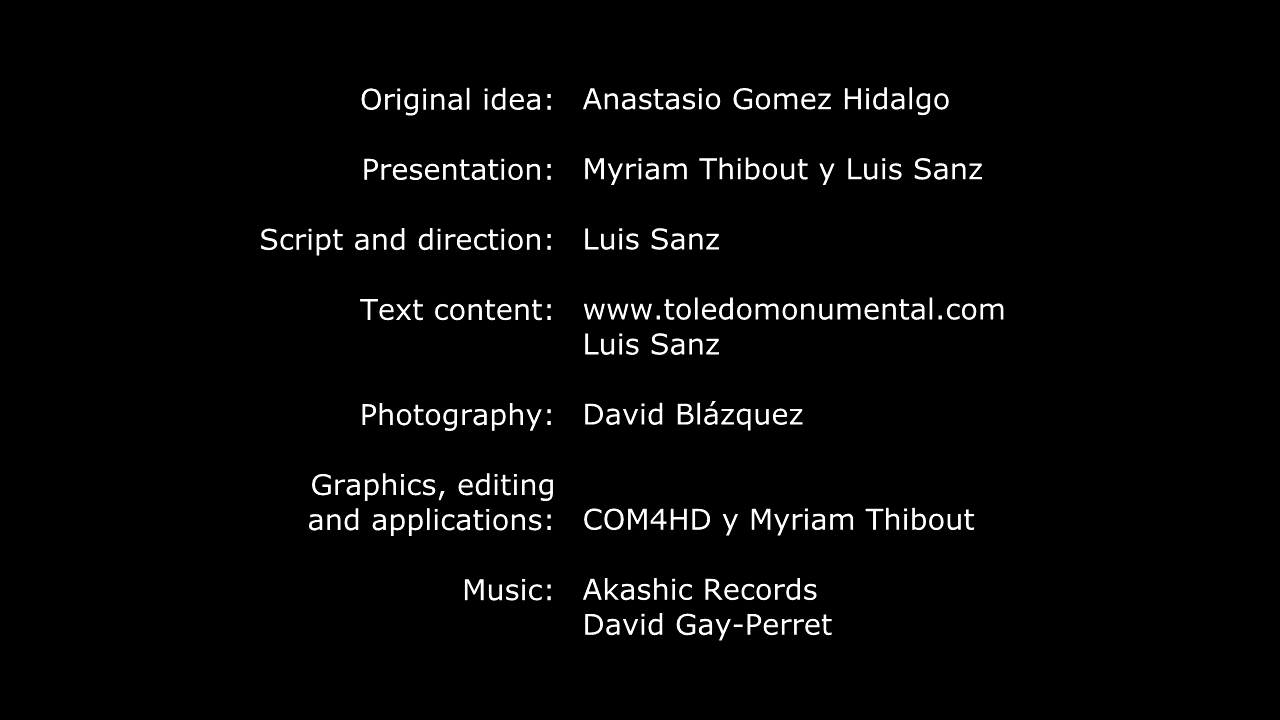 Original idea: Anastasio Gomez Hidalgo
Presentation: Myriam Thibout y Luis Sanz
Script and direction: Luis Sanz
Text content: www.toledomonumental.com
Luis Sanz
Photography: David Blázquez
Graphics, editing
and applications: COM4HD y Myriam Thibout
Music: Akashic Records
David Gay-Perret